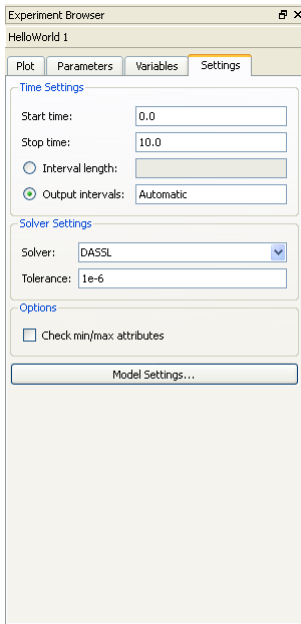 Experiment Browser
HelloWorld 1
Plot Parameters Variables Settings
Time Settings
Start time: 0.0
Stop time: 10.0
Interval length:
Output intervals: Automatic
Solver Settings
Solver: DASSL
Tolerance: 1e-6
Options
Check min/max attributes
Model Settings...